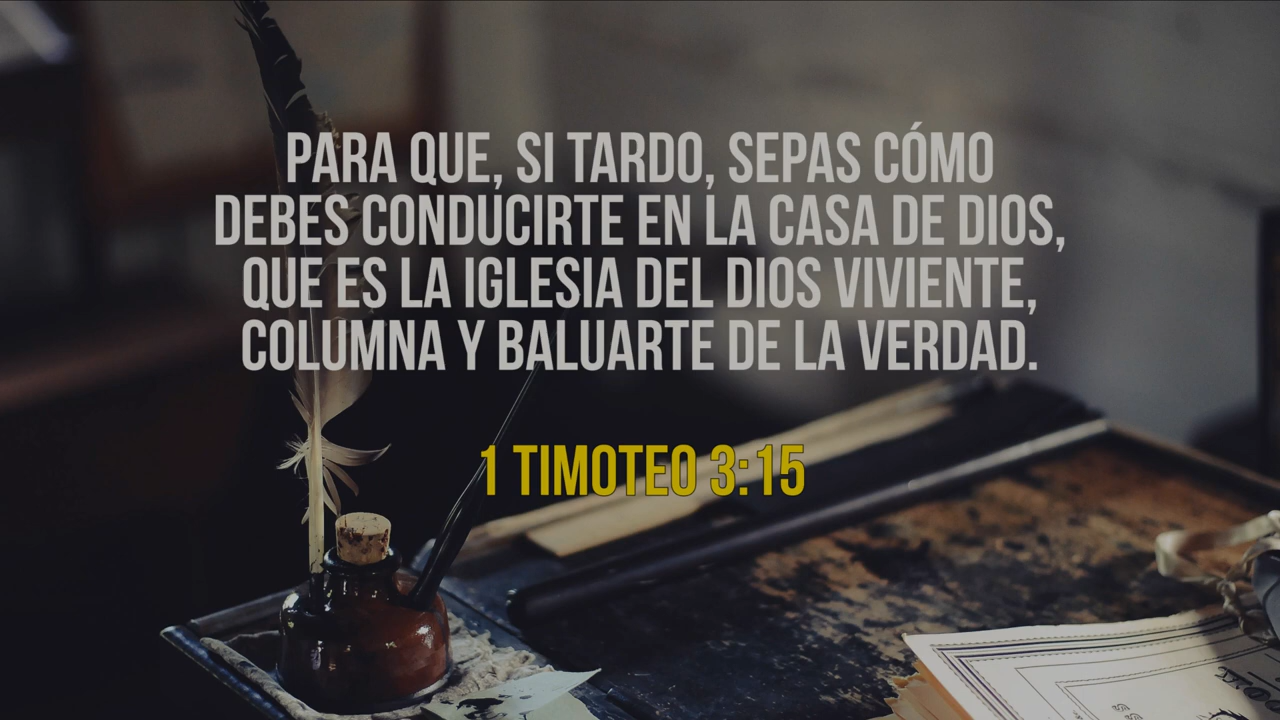 PARA QUE, SI TARDO, SEPAS CÓMO
DEBES CONDUCIRTE EN LA CASA DE DIOS,
QUE ES LA IGLESIA DEL DIOS VIVIENTE,
COLUMNA Y BALUARTE DE LA VERDAD.
1 TIMOTEO 3:15